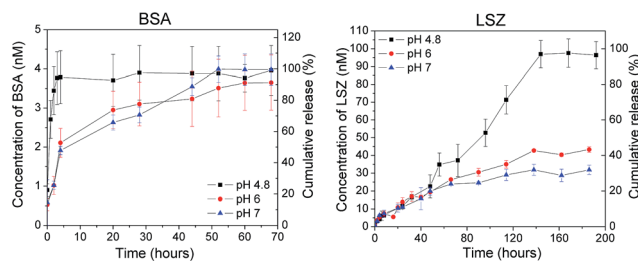 BSA
5
4
3
2
1
0
Concentration of BSA (nM)
100
80
60
40
20
0
Cumulative release (%)
pH 4.8
pH 6
pH 7
0 10 20 30 40 50 60 70
Time (hours)
LSZ
110
100
90
80
70
60
50
40
30
20
10
0
Concentration of LSZ (nM)
100
80
60
40
20
0
Cumulative release (%)
pH 4.8
pH 6
pH 7
0 40 80 120 160 200
Time (hours)